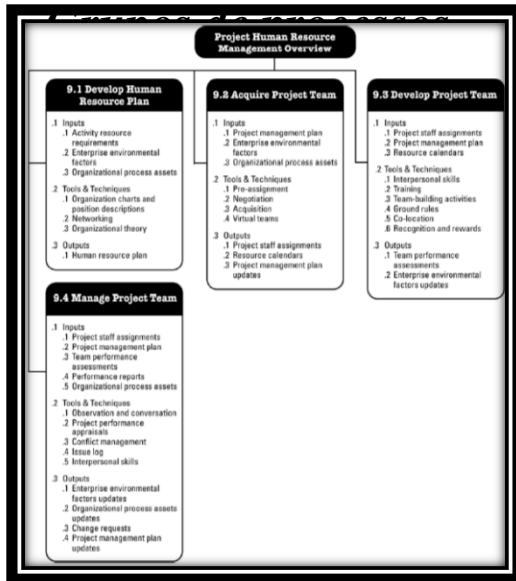 Grupos de procesos
Project Human Resource
Management Overview
9.1 Develop Human
Resource Plan
.1 Inputs
.1 Activity resource
requirements
.2 Enterprise environmental
factors
.3 Organizational process assets
.2 Tools & Techniques
.1 Organization charts and
position descriptions
.2 Networking
.3 Organizational theory
.3 Outputs
.1 Human resource plan
9.2 Acquire Project Team
.1 Inputs
.1 Project management plan
.2 Enterprise environmental
factors
.3 Organizational process assets
.2 Tools & Techniques
.1 Pre-assignment
.2 Negotiation
.3 Acquisition
.4 Virtual teams
.3 Outputs
.1 Project staff assignments
.2 Resource calendars
.3 Project management plan
updates
9.3 Develop Project Team
.1 Inputs
.1 Project staff assignments
.2 Project management plan
.3 Resource calendars
.2 Tools & Techniques
.1 Interpersonal skills
.2 Training
.3 Team-building activities
.4 Ground rules
.5 Co-location
.6 Recognition and rewards
.3 Outputs
.1 Team performance
assessments
.2 Enterprise environmental
factors updates
9.4 Manage Project Team
.1 Inputs
.1 Project staff assignments
.2 Project management plan
.3 Team performance
assessments
.4 Performance reports
.5 Organizational process assets
.2 Tools & Techniques
.1 Observation and conversation
.2 Project performance
appraisals
.3 Conflict management
.4 Issue log
.5 Interpersonal skills
.3 Outputs
.1 Enterprise environmental
factors updates
.2 Organizational process assets
updates
.3 Change requests
.4 Project management plan
updates